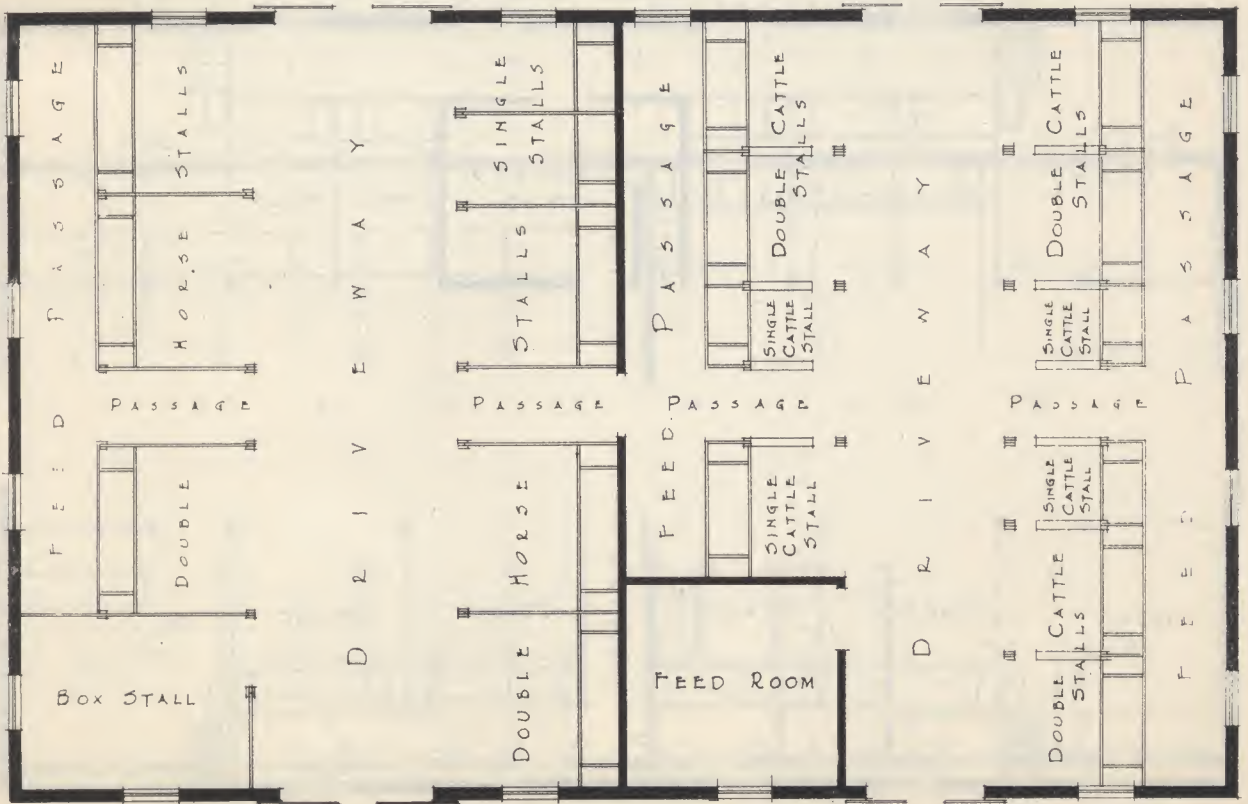 FEED PASSAGE
DOUBLE HORSE STALLS
BOX STALL
PASSAGE
DRIVEWAY
SINGLE
STALLS
DOUBLE HORSE STALLS
PASSAGE
FEED PASSAGE
DOUBLE CATTLE
STALLS
SINGLE
CATTLE
STALL
PASSAGE
SINGLE
CATTLE
STALL
FEED ROOM
DRIVEWAY
DOUBLE CATTLE
STALLS
SINGLE
CATTLE
STALL
PASSAGE
SINGLE
CATTLE
STALL
DOUBLE CATTLE
STALLS
FEED PASSAGE